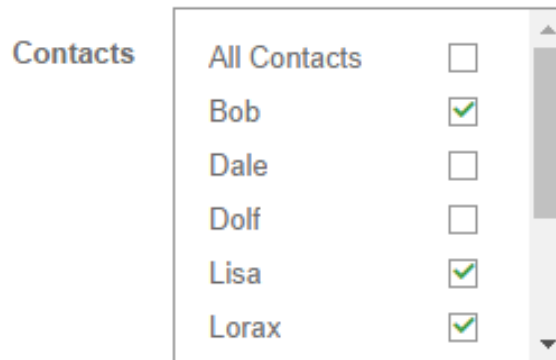 Contacts
All Contacts
Bob
Dale
Dolf
Lisa
Lorax